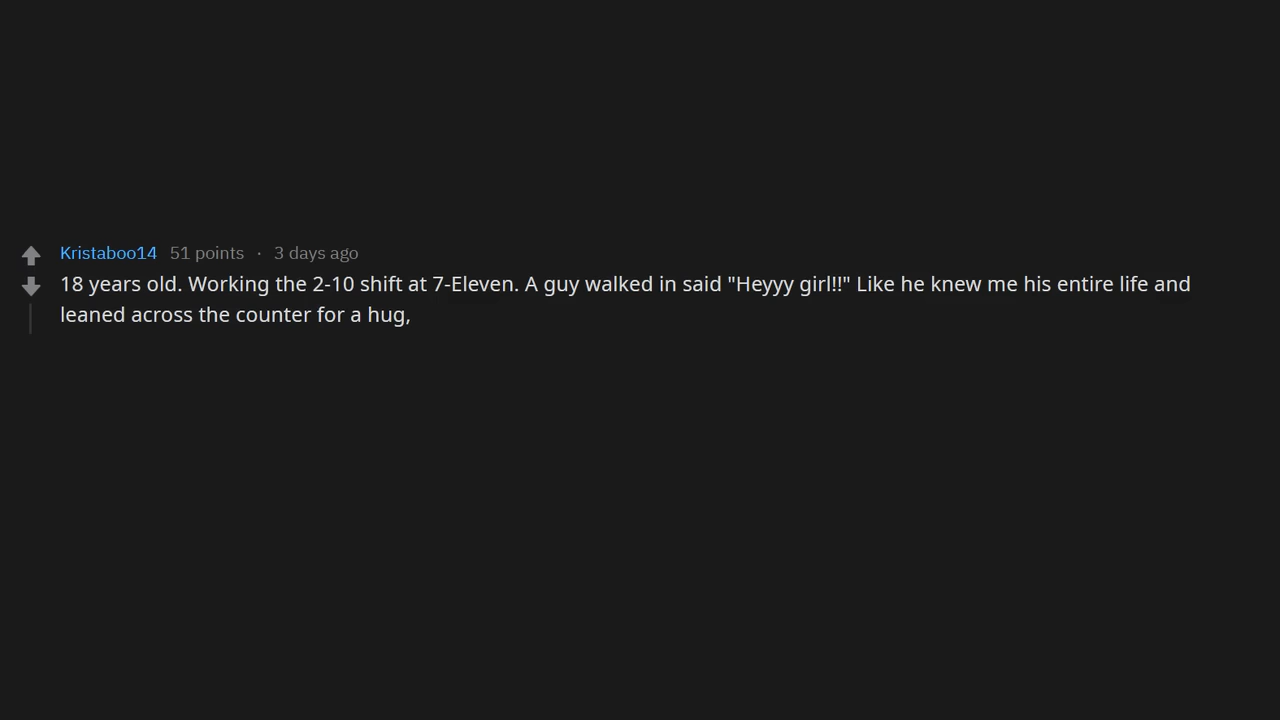 Kristaboo14 51 points · 3 days ago
18 years old. Working the 2-10 shift at 7-Eleven. A guy walked in said "Heyyy girl!!" Like he knew me his entire life and
leaned across the counter for a hug,